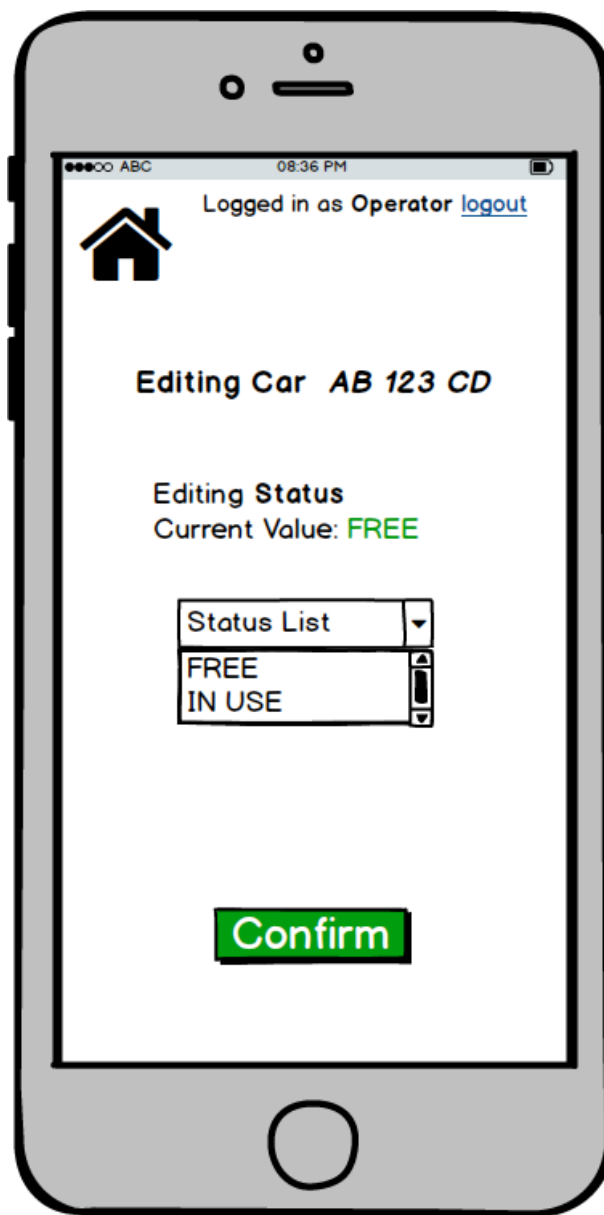 ABC 08:36 PM
Logged in as Operator logout
Editing Car AB 123 CD
Editing Status
Current Value: FREE
Status List
FREE
IN USE
Confirm